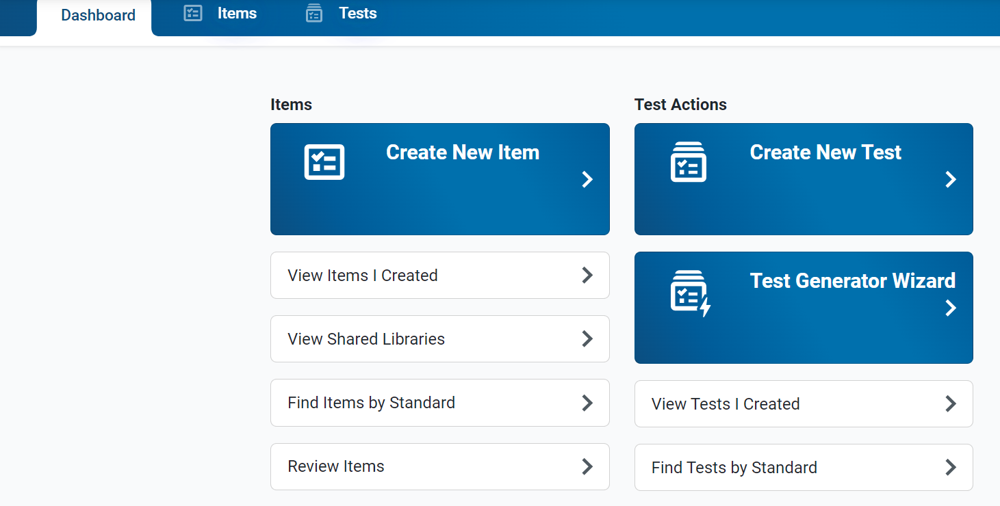 Dashboard
Items
Tests
Items
Create New Item
View Items I Created
View Shared Libraries
Find Items by Standard
Review Items
Test Actions
Create New Test
Test Generator Wizard
View Tests I Created
Find Tests by Standard